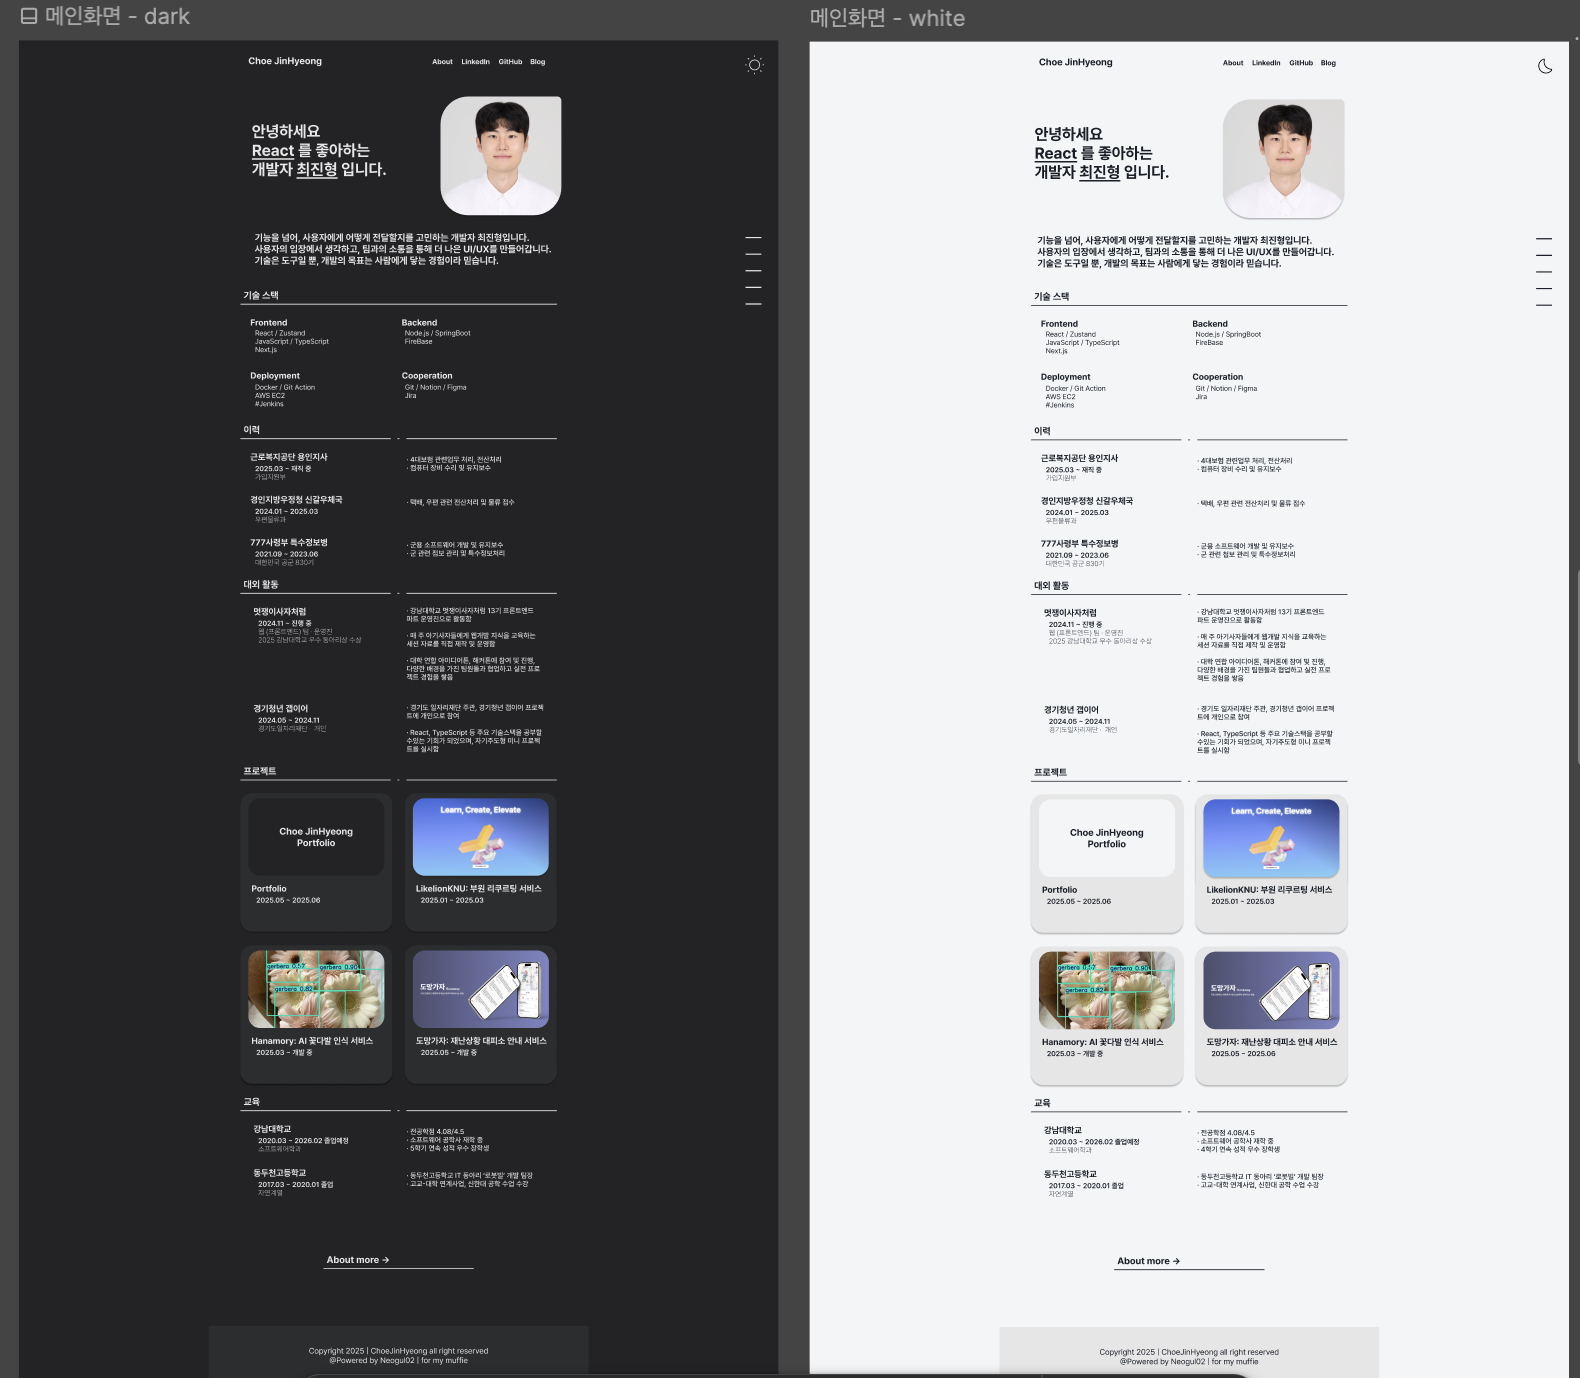 메인화면 - dark
Choe JinHyeong
About LinkedIn GitHub Blog
안녕하세요
React 를 좋아하는
개발자 최진형 입니다.
기능을 넘어, 사용자에게 어떻게 전달할지를 고민하는 개발자 최진형입니다.
사용자의 입장에서 생각하고, 팀과의 소통을 통해 더 나은 UI/UX를 만들어갑니다.
기술은 도구일 뿐, 개발의 목표는 사람에게 닿는 경험이라 믿습니다.
기술 스택
Frontend
React / Zustand
JavaScript / TypeScript
Next.js
Backend
Node.js / SpringBoot
FireBase
Deployment
Docker / Git Action
AWS EC2
#Jenkins
Cooperation
Git / Notion / Figma
Jira
이력
근로복지공단 용인지사
2025.03 ~ 재직 중
가입지원부
· 4대보험 관련업무 처리, 전산처리
· 컴퓨터 장비 수리 및 유지보수
경인지방우정청 신갈우체국
2024.01 ~ 2025.03
우편물류과
· 택배, 우편 관련 전산처리 및 물류 접수
777사령부 특수정보병
2021.09 ~ 2023.06
대한민국 공군 830기
· 군용 소프트웨어 개발 및 유지보수
· 군 관련 첩보 관리 및 특수정보처리
대외 활동
멋쟁이사자처럼
2024.11 ~ 진행 중
웹 (프론트엔드) 팀 · 운영진
2025 강남대학교 우수 동아리상 수상
· 강남대학교 멋쟁이사자처럼 13기 프론트엔드
파트 운영진으로 활동함
· 매 주 아기사자들에게 웹개발 지식을 교육하는
세션 자료를 직접 제작 및 운영함
· 대학 연합 아이디어톤, 해커톤에 참여 및 진행,
다양한 배경을 가진 팀원들과 협업하고 실전 프로
젝트 경험을 쌓음
경기청년 갭이어
2024.05 ~ 2024.11
경기도일자리재단 · 개인
· 경기도 일자리재단 주관, 경기청년 갭이어 프로젝
트에 개인으로 참여
· React, TypeScript 등 주요 기술스택을 공부할
수있는 기회가 되었으며, 자기주도형 미니 프로젝
트를 실시함
프로젝트
Choe JinHyeong
Portfolio
Portfolio
2025.05 ~ 2025.06
Learn, Create, Elevate
LikelionKNU: 부원 리쿠르팅 서비스
2025.01 ~ 2025.03
gerbera 0.57
gerbera 0.90
gerbera 0.82
Hanamory: AI 꽃다발 인식 서비스
2025.03 ~ 개발 중
도망가자
도망가자: 재난상황 대피소 안내 서비스
2025.05 ~ 개발 중
교육
강남대학교
2020.03 ~ 2026.02 졸업예정
소프트웨어학과
· 전공학점 4.08/4.5
· 소프트웨어 공학사 재학 중
· 5학기 연속 성적 우수 장학생
동두천고등학교
2017.03 ~ 2020.01 졸업
자연계열
· 동두천고등학교 IT 동아리 '로봇빌' 개발 팀장
· 고교-대학 연계사업, 신한대 공학 수업 수강
About more →
Copyright 2025 | ChoeJinHyeong all right reserved
@Powered by Neogul02 | for my muffie
메인화면 - white
Choe JinHyeong
About LinkedIn GitHub Blog
안녕하세요
React 를 좋아하는
개발자 최진형 입니다.
기능을 넘어, 사용자에게 어떻게 전달할지를 고민하는 개발자 최진형입니다.
사용자의 입장에서 생각하고, 팀과의 소통을 통해 더 나은 UI/UX를 만들어갑니다.
기술은 도구일 뿐, 개발의 목표는 사람에게 닿는 경험이라 믿습니다.
기술 스택
Frontend
React / Zustand
JavaScript / TypeScript
Next.js
Backend
Node.js / SpringBoot
FireBase
Deployment
Docker / Git Action
AWS EC2
#Jenkins
Cooperation
Git / Notion / Figma
Jira
이력
근로복지공단 용인지사
2025.03 ~ 재직 중
가입지원부
· 4대보험 관련업무 처리, 전산처리
· 컴퓨터 장비 수리 및 유지보수
경인지방우정청 신갈우체국
2024.01 ~ 2025.03
우편물류과
· 택배, 우편 관련 전산처리 및 물류 접수
777사령부 특수정보병
2021.09 ~ 2023.06
대한민국 공군 830기
· 군용 소프트웨어 개발 및 유지보수
· 군 관련 첩보 관리 및 특수정보처리
대외 활동
멋쟁이사자처럼
2024.11 ~ 진행 중
웹 (프론트엔드) 팀 · 운영진
2025 강남대학교 우수 동아리상 수상
· 강남대학교 멋쟁이사자처럼 13기 프론트엔드
파트 운영진으로 활동함
· 매 주 아기사자들에게 웹개발 지식을 교육하는
세션 자료를 직접 제작 및 운영함
· 대학 연합 아이디어톤, 해커톤에 참여 및 진행,
다양한 배경을 가진 팀원들과 협업하고 실전 프로
젝트 경험을 쌓음
경기청년 갭이어
2024.05 ~ 2024.11
경기도일자리재단 · 개인
· 경기도 일자리재단 주관, 경기청년 갭이어 프로젝
트에 개인으로 참여
· React, TypeScript 등 주요 기술스택을 공부할
수있는 기회가 되었으며, 자기주도형 미니 프로젝
트를 실시함
프로젝트
Choe JinHyeong
Portfolio
Portfolio
2025.05 ~ 2025.06
Learn, Create, Elevate
LikelionKNU: 부원 리쿠르팅 서비스
2025.01 ~ 2025.03
gerbera 0.57
gerbera 0.90
gerbera 0.82
Hanamory: AI 꽃다발 인식 서비스
2025.03 ~ 개발 중
도망가자
도망가자: 재난상황 대피소 안내 서비스
2025.05 ~ 2025.06
교육
강남대학교
2020.03 ~ 2026.02 졸업예정
소프트웨어학과
· 전공학점 4.08/4.5
· 소프트웨어 공학사 재학 중
· 4학기 연속 성적 우수 장학생
동두천고등학교
2017.03 ~ 2020.01 졸업
자연계열
· 동두천고등학교 IT 동아리 '로봇빌' 개발 팀장
· 고교-대학 연계사업, 신한대 공학 수업 수강
About more →
Copyright 2025 | ChoeJinHyeong all right reserved
@Powered by Neogul02 | for my muffie